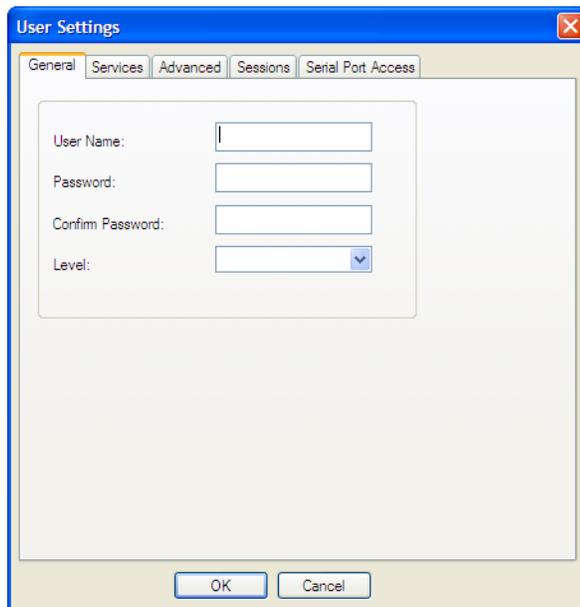 User Settings
General Services Advanced Sessions Serial Port Access
User Name:
Password:
Confirm Password:
Level:
OK Cancel